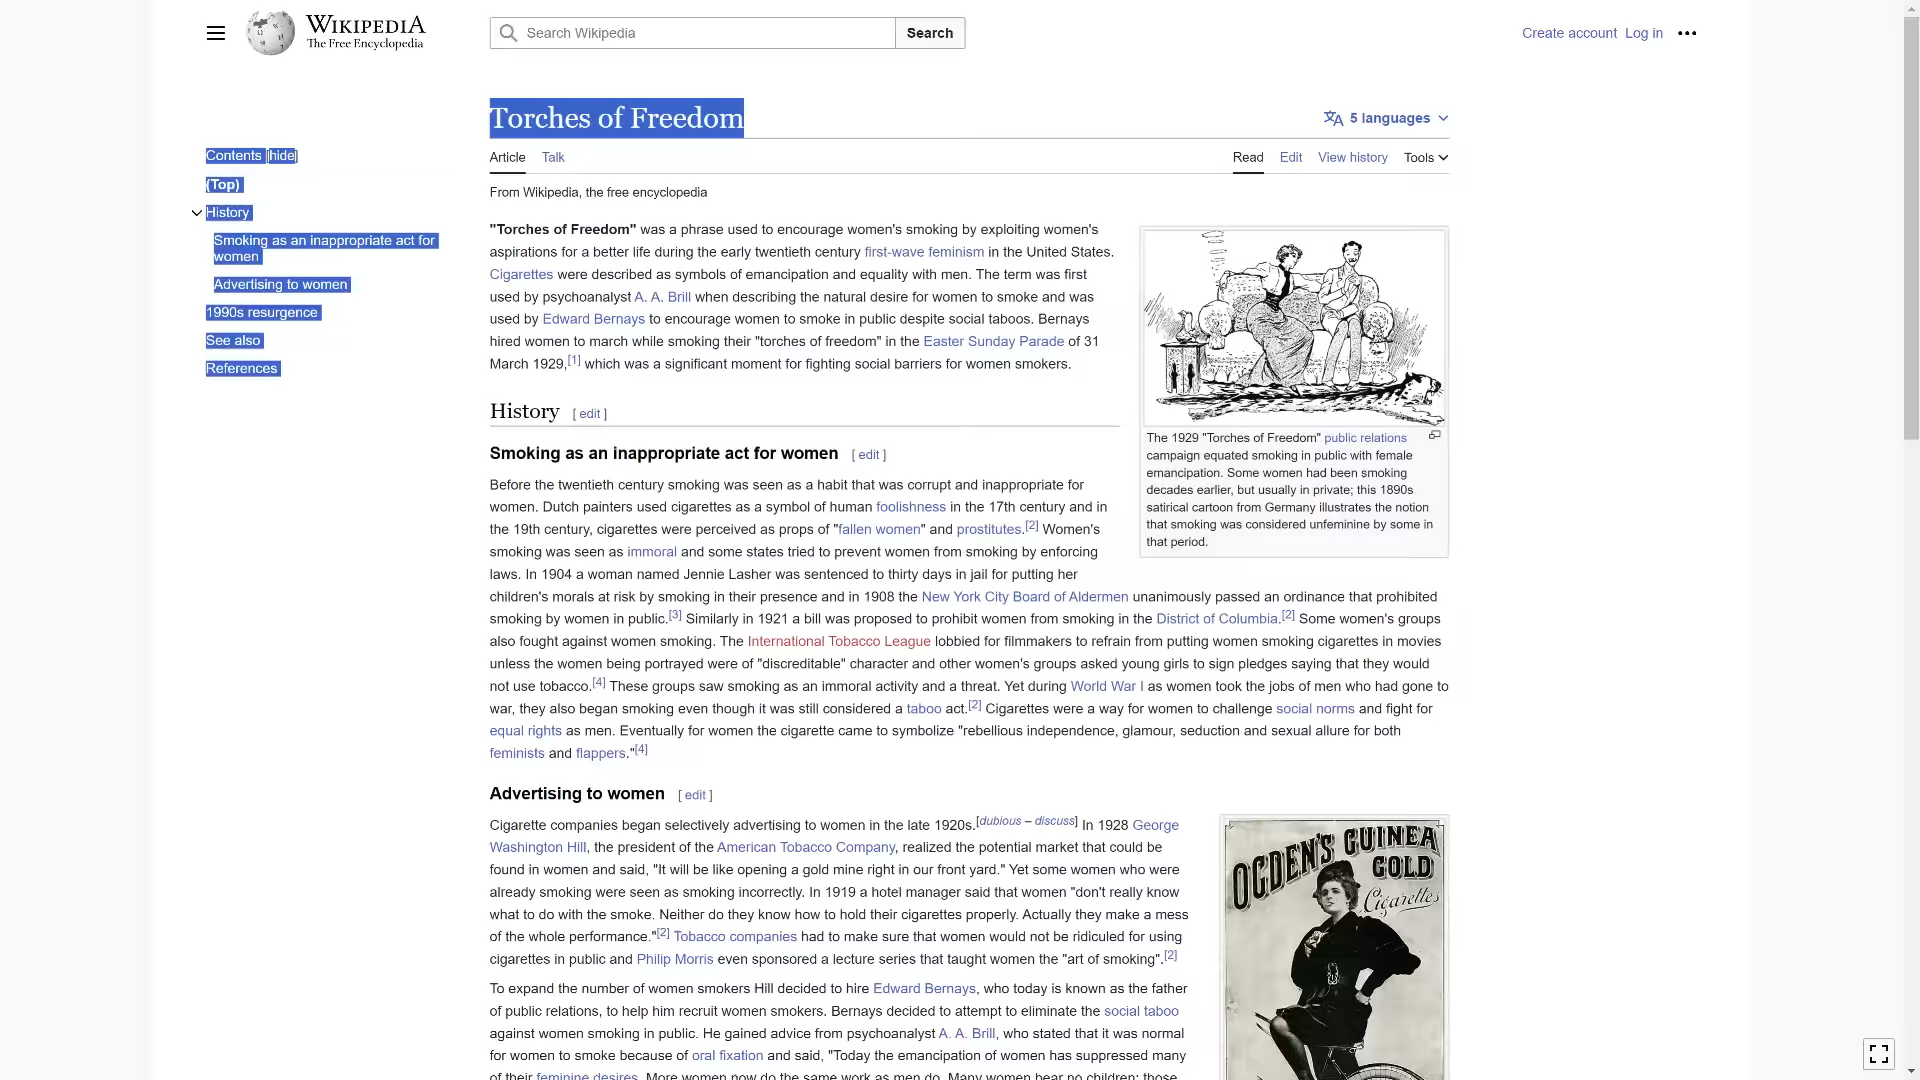 WIKIPEDIA
The Free Encyclopedia
Search Wikipedia
Search
Create account Log in
Contents [hide]
(Top)
History
Smoking as an inappropriate act for
women
Advertising to women
1990s resurgence
See also
References
Torches of Freedom
5 languages
Article Talk
Read Edit View history Tools
From Wikipedia, the free encyclopedia
"Torches of Freedom" was a phrase used to encourage women's smoking by exploiting women's
aspirations for a better life during the early twentieth century first-wave feminism in the United States.
Cigarettes were described as symbols of emancipation and equality with men. The term was first
used by psychoanalyst A. A. Brill when describing the natural desire for women to smoke and was
used by Edward Bernays to encourage women to smoke in public despite social taboos. Bernays
hired women to march while smoking their "torches of freedom" in the Easter Sunday Parade of 31
March 1929,[1] which was a significant moment for fighting social barriers for women smokers.
The 1929 "Torches of Freedom" public relations
campaign equated smoking in public with female
emancipation. Some women had been smoking
decades earlier, but usually in private; this 1890s
satirical cartoon from Germany illustrates the notion
that smoking was considered unfeminine by some in
that period.
History [ edit ]
Smoking as an inappropriate act for women [ edit ]
Before the twentieth century smoking was seen as a habit that was corrupt and inappropriate for
women. Dutch painters used cigarettes as a symbol of human foolishness in the 17th century and in
the 19th century, cigarettes were perceived as props of "fallen women" and prostitutes.[2] Women's
smoking was seen as immoral and some states tried to prevent women from smoking by enforcing
laws. In 1904 a woman named Jennie Lasher was sentenced to thirty days in jail for putting her
children's morals at risk by smoking in their presence and in 1908 the New York City Board of Aldermen unanimously passed an ordinance that prohibited
smoking by women in public.[3] Similarly in 1921 a bill was proposed to prohibit women from smoking in the District of Columbia.[2] Some women's groups
also fought against women smoking. The International Tobacco League lobbied for filmmakers to refrain from putting women smoking cigarettes in movies
unless the women being portrayed were of "discreditable" character and other women's groups asked young girls to sign pledges saying that they would
not use tobacco.[4] These groups saw smoking as an immoral activity and a threat. Yet during World War I as women took the jobs of men who had gone to
war, they also began smoking even though it was still considered a taboo act.[2] Cigarettes were a way for women to challenge social norms and fight for
equal rights as men. Eventually for women the cigarette came to symbolize "rebellious independence, glamour, seduction and sexual allure for both
feminists and flappers."[4]
Advertising to women [ edit ]
Cigarette companies began selectively advertising to women in the late 1920s.[dubious – discuss] In 1928 George
Washington Hill, the president of the American Tobacco Company, realized the potential market that could be
found in women and said, "It will be like opening a gold mine right in our front yard." Yet some women who were
already smoking were seen as smoking incorrectly. In 1919 a hotel manager said that women "don't really know
what to do with the smoke. Neither do they know how to hold their cigarettes properly. Actually they make a mess
of the whole performance."[2] Tobacco companies had to make sure that women would not be ridiculed for using
cigarettes in public and Philip Morris even sponsored a lecture series that taught women the "art of smoking".[2]
To expand the number of women smokers Hill decided to hire Edward Bernays, who today is known as the father
of public relations, to help him recruit women smokers. Bernays decided to attempt to eliminate the social taboo
against women smoking in public. He gained advice from psychoanalyst A. A. Brill, who stated that it was normal
for women to smoke because of oral fixation and said, "Today the emancipation of women has suppressed many
of their feminine desires. More women now do the same work as men do. Many women bear no children; those
OGDEN'S GUINEA
GOLD
Cigarettes